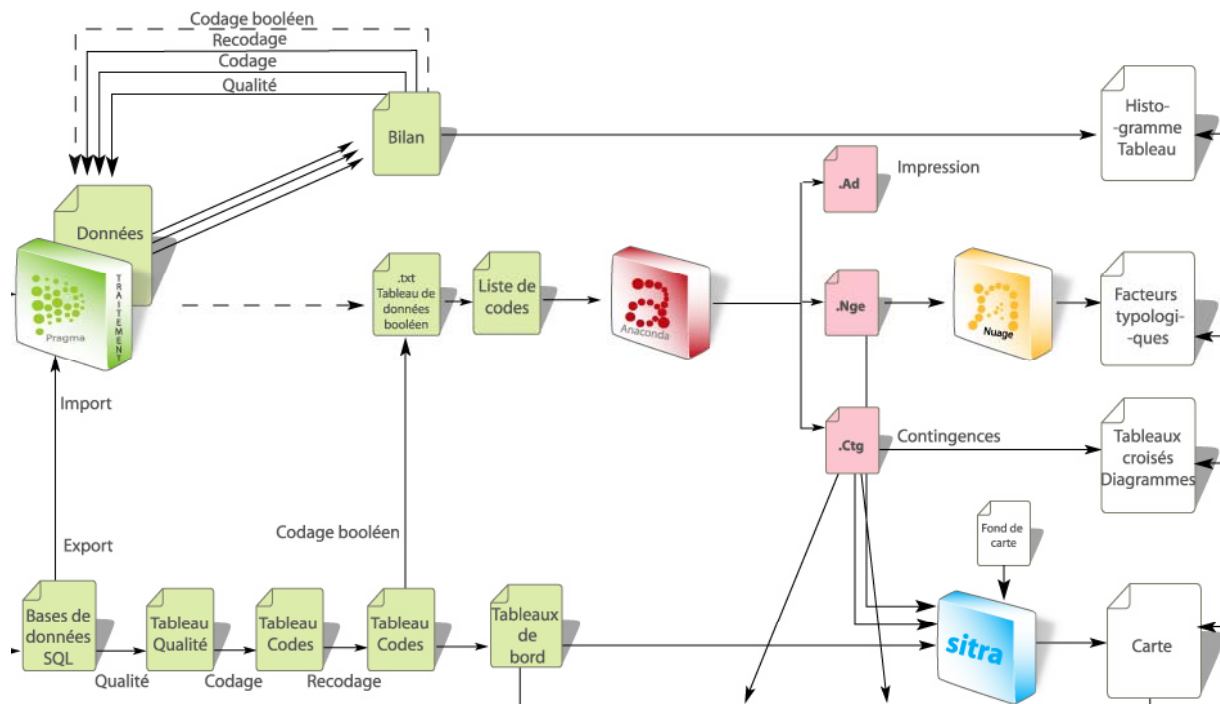 Codage booléen
Recodage
Codage
Qualité
Bilan
Histo-
-gramme
Tableau
.Ad
Impression
Données
TRAITEMENT
Pragma
.txt
Tableau de
données
booléen
Liste de
codes
Anaconda
.Nge
Nuage
Facteurs
typologi-
-ques
Import
.Ctg
Contingences
Tableaux
croisés
Diagrammes
Export
Codage booléen
Fond de
carte
Bases de
données
SQL
Tableau
Qualité
Tableau
Codes
Tableau
Codes
Tableaux
de
bord
sitra
Carte
Qualité
Codage
Recodage